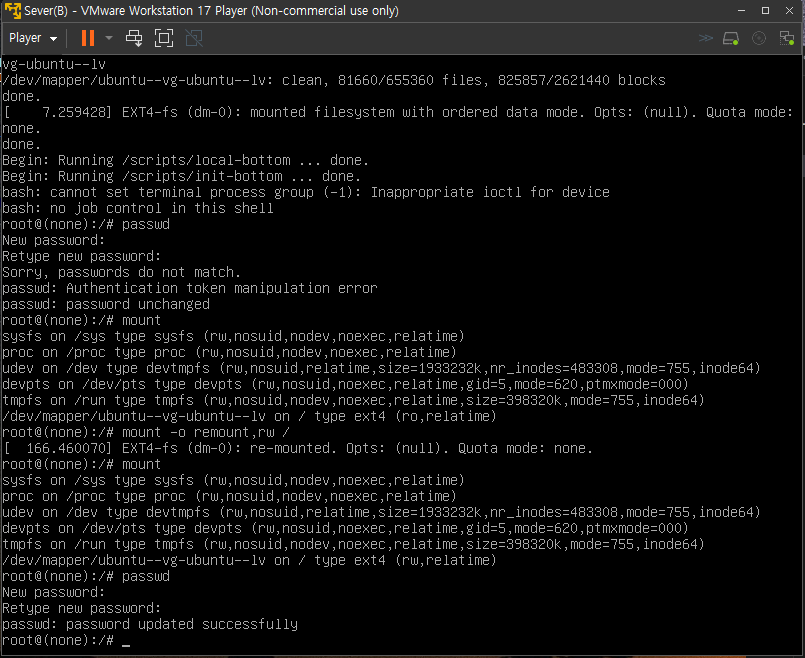 Sever(B) - VMware Workstation 17 Player (Non-commercial use only)
Player
vg-ubuntu--lv
/dev/mapper/ubuntu--vg-ubuntu--lv: clean, 81660/655360 files, 825857/2621440 blocks
done.
[    7.259428] EXT4-fs (dm-0): mounted filesystem with ordered data mode. Opts: (null). Quota mode:
none.
done.
Begin: Running /scripts/local-bottom ... done.
Begin: Running /scripts/init-bottom ... done.
bash: cannot set terminal process group (-1): Inappropriate ioctl for device
bash: no job control in this shell
root@(none):/# passwd
New password:
Retype new password:
Sorry, passwords do not match.
passwd: Authentication token manipulation error
passwd: password unchanged
root@(none):/# mount
sysfs on /sys type sysfs (rw,nosuid,nodev,noexec,relatime)
proc on /proc type proc (rw,nosuid,nodev,noexec,relatime)
udev on /dev type devtmpfs (rw,nosuid,relatime,size=1933232k,nr_inodes=483308,mode=755,inode64)
devpts on /dev/pts type devpts (rw,nosuid,noexec,relatime,gid=5,mode=620,ptmxmode=000)
tmpfs on /run type tmpfs (rw,nosuid,nodev,noexec,relatime,size=398320k,mode=755,inode64)
/dev/mapper/ubuntu--vg-ubuntu--lv on / type ext4 (ro,relatime)
root@(none):/# mount -o remount,rw /
[  166.460070] EXT4-fs (dm-0): re-mounted. Opts: (null). Quota mode: none.
root@(none):/# mount
sysfs on /sys type sysfs (rw,nosuid,nodev,noexec,relatime)
proc on /proc type proc (rw,nosuid,nodev,noexec,relatime)
udev on /dev type devtmpfs (rw,nosuid,relatime,size=1933232k,nr_inodes=483308,mode=755,inode64)
devpts on /dev/pts type devpts (rw,nosuid,noexec,relatime,gid=5,mode=620,ptmxmode=000)
tmpfs on /run type tmpfs (rw,nosuid,nodev,noexec,relatime,size=398320k,mode=755,inode64)
/dev/mapper/ubuntu--vg-ubuntu--lv on / type ext4 (rw,relatime)
root@(none):/# passwd
New password:
Retype new password:
passwd: password updated successfully
root@(none):/# _